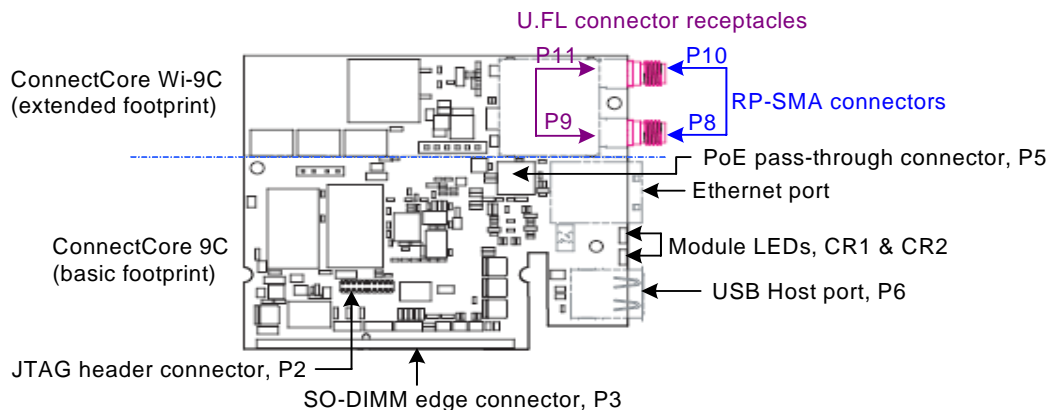 U.FL connector receptacles
P11
P10
ConnectCore Wi-9C
(extended footprint)
RP-SMA connectors
P9
P8
PoE pass-through connector, P5
Ethernet port
ConnectCore 9C
(basic footprint)
Module LEDs, CR1 & CR2
USB Host port, P6
JTAG header connector, P2
SO-DIMM edge connector, P3